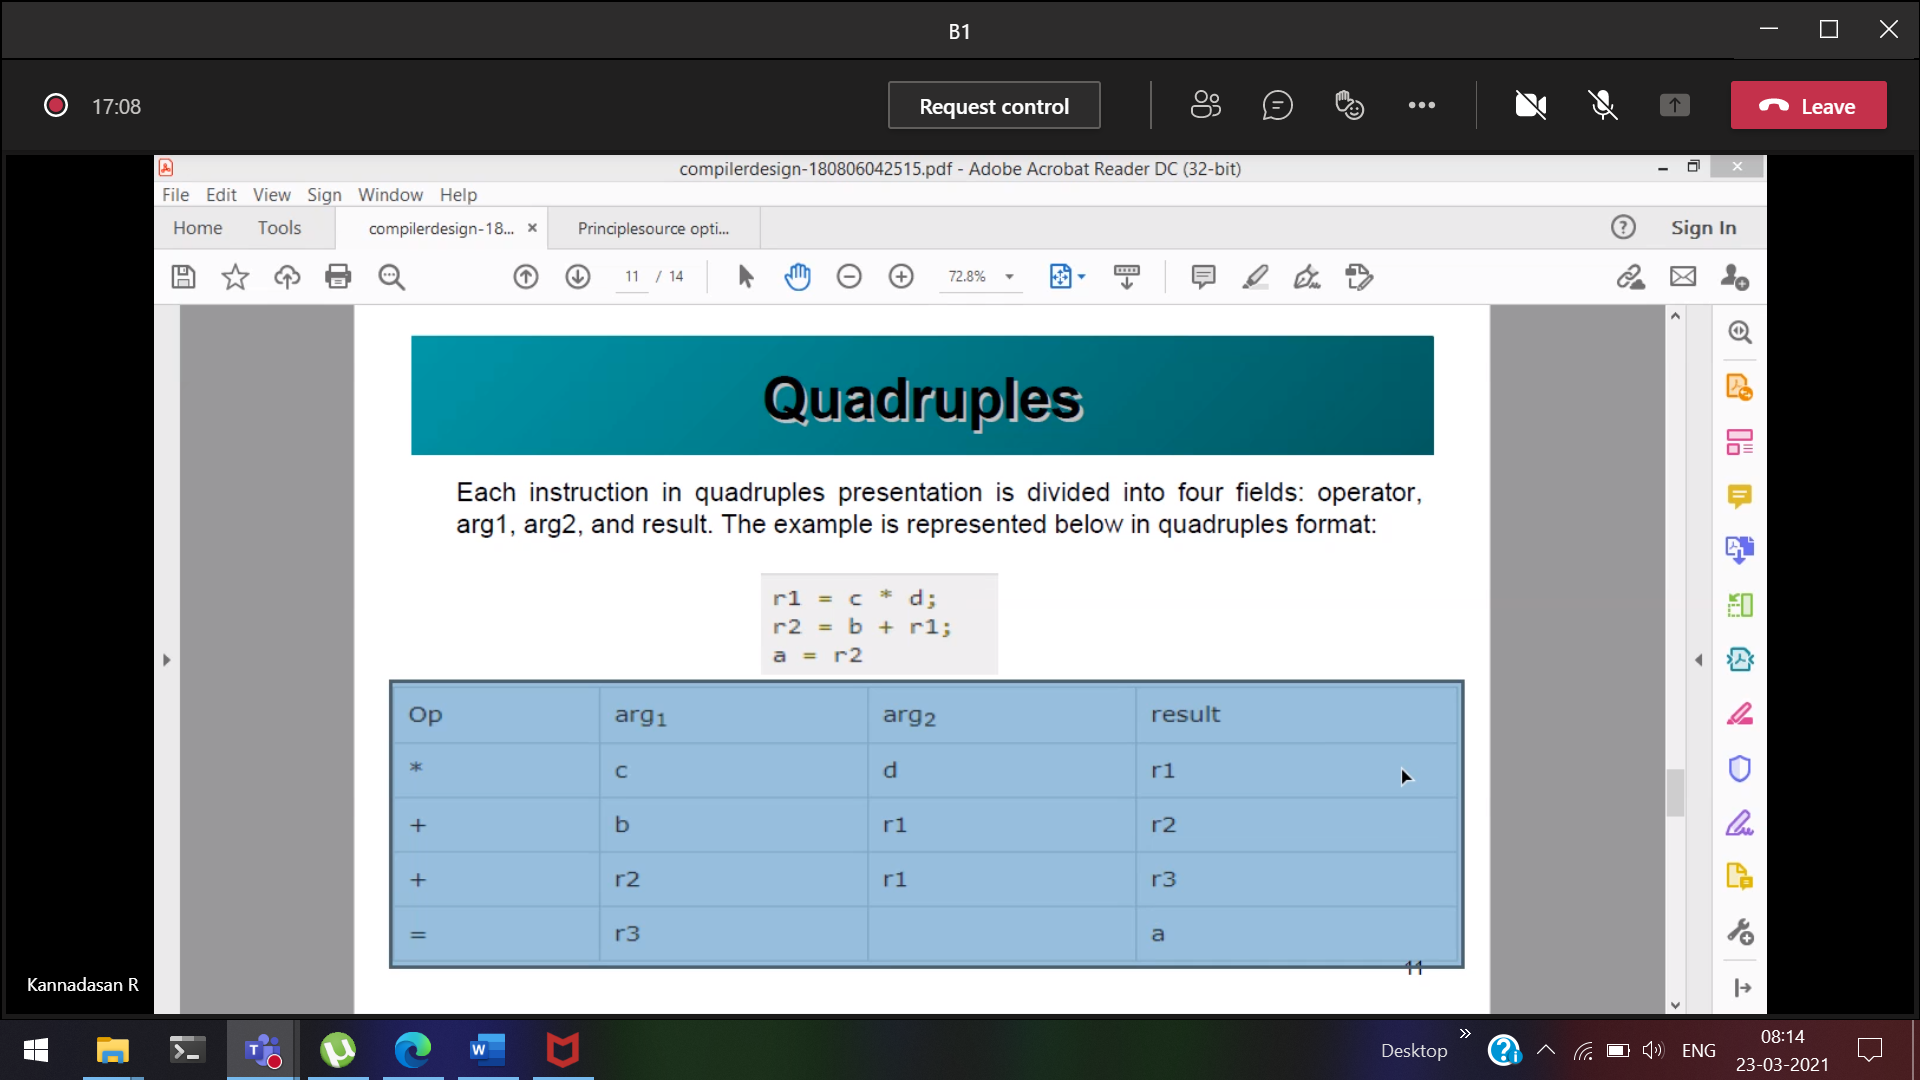 B1
17:08
Request control
Leave
compilerdesign-180806042515.pdf - Adobe Acrobat Reader DC (32-bit)
File Edit View Sign Window Help
Home Tools compilerdesign-18... × Principlesource opti... Sign In
11 / 14 72.8%
Quadruples
Each instruction in quadruples presentation is divided into four fields: operator,
arg1, arg2, and result. The example is represented below in quadruples format:
r1 = c * d;
r2 = b + r1;
a = r2
Op arg1 arg2 result
* c d r1
+ b r1 r2
+ r2 r1 r3
= r3 a
11
Kannadasan R
Desktop ENG 08:14
23-03-2021